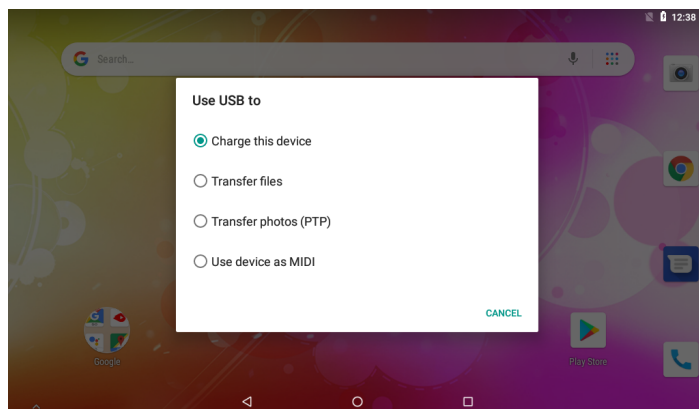 12:38
Search...
Use USB to
Charge this device
Transfer files
Transfer photos (PTP)
Use device as MIDI
CANCEL
Google
Play Store